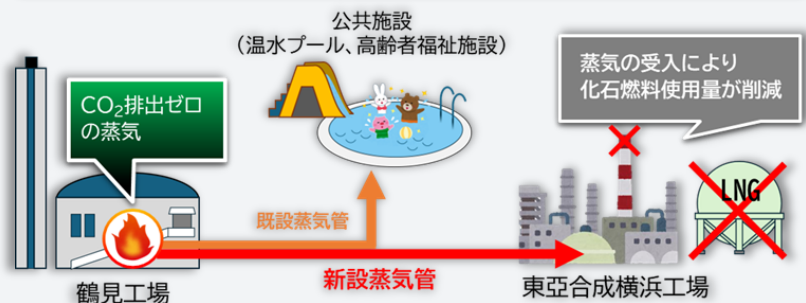 公共施設
（温水プール、高齢者福祉施設）
CO₂排出ゼロ
の蒸気
蒸気の受入により
化石燃料使用量が削減
LNG
既設蒸気管
新設蒸気管
鶴見工場
東亞合成横浜工場